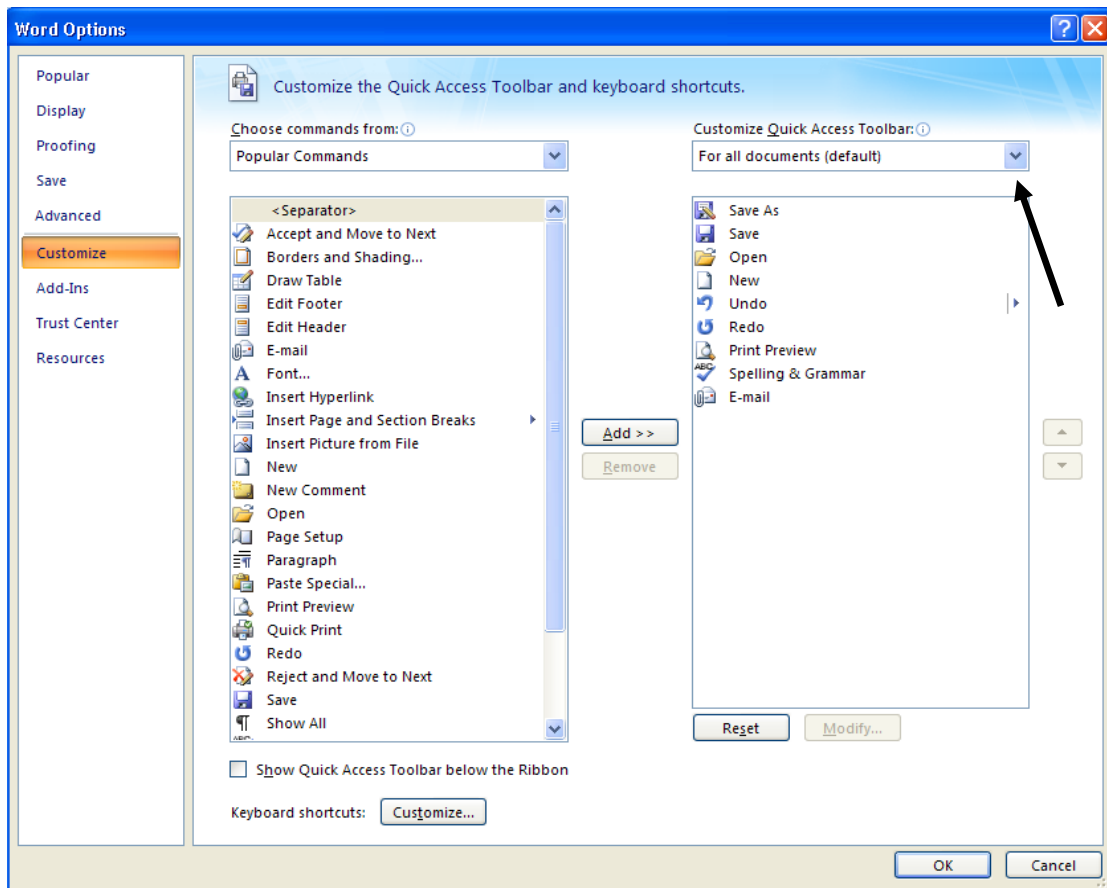 Word Options
Popular
Display
Proofing
Save
Advanced
Customize
Add-Ins
Trust Center
Resources
Customize the Quick Access Toolbar and keyboard shortcuts.
Choose commands from:
Popular Commands
<Separator>
Accept and Move to Next
Borders and Shading...
Draw Table
Edit Footer
Edit Header
E-mail
Font...
Insert Hyperlink
Insert Page and Section Breaks
Insert Picture from File
New
New Comment
Open
Page Setup
Paragraph
Paste Special...
Print Preview
Quick Print
Redo
Reject and Move to Next
Save
Show All
Add >>
Remove
Customize Quick Access Toolbar:
For all documents (default)
Save As
Save
Open
New
Undo
Redo
Print Preview
Spelling & Grammar
E-mail
Reset
Modify...
Show Quick Access Toolbar below the Ribbon
Keyboard shortcuts:
Customize...
OK
Cancel